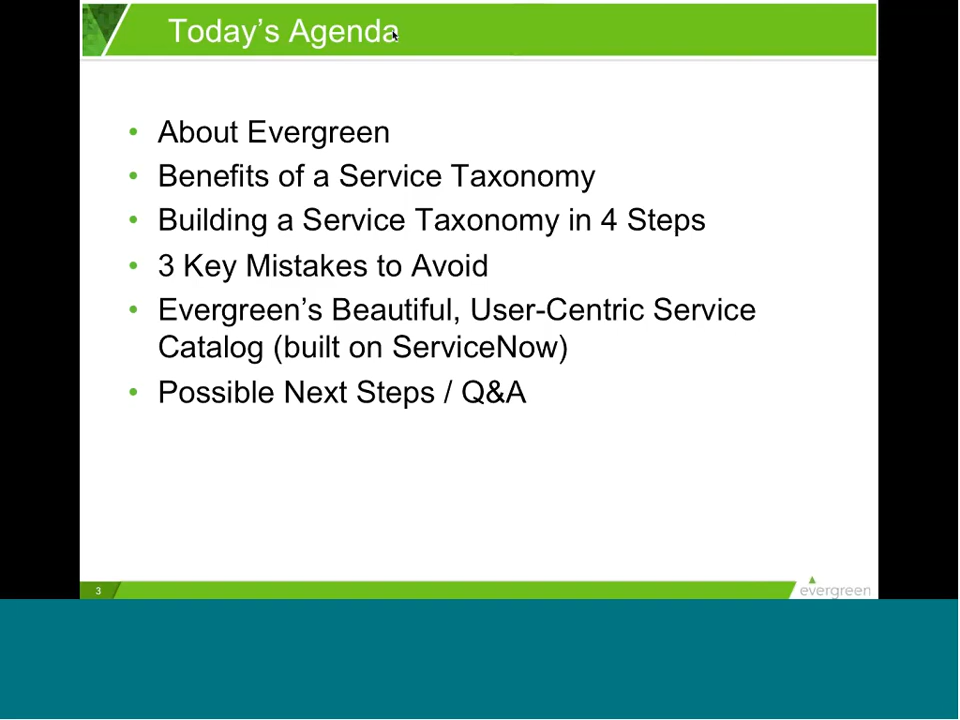 Today’s Agenda
• About Evergreen
• Benefits of a Service Taxonomy
• Building a Service Taxonomy in 4 Steps
• 3 Key Mistakes to Avoid
• Evergreen’s Beautiful, User-Centric Service
Catalog (built on ServiceNow)
• Possible Next Steps / Q&A
3
evergreen